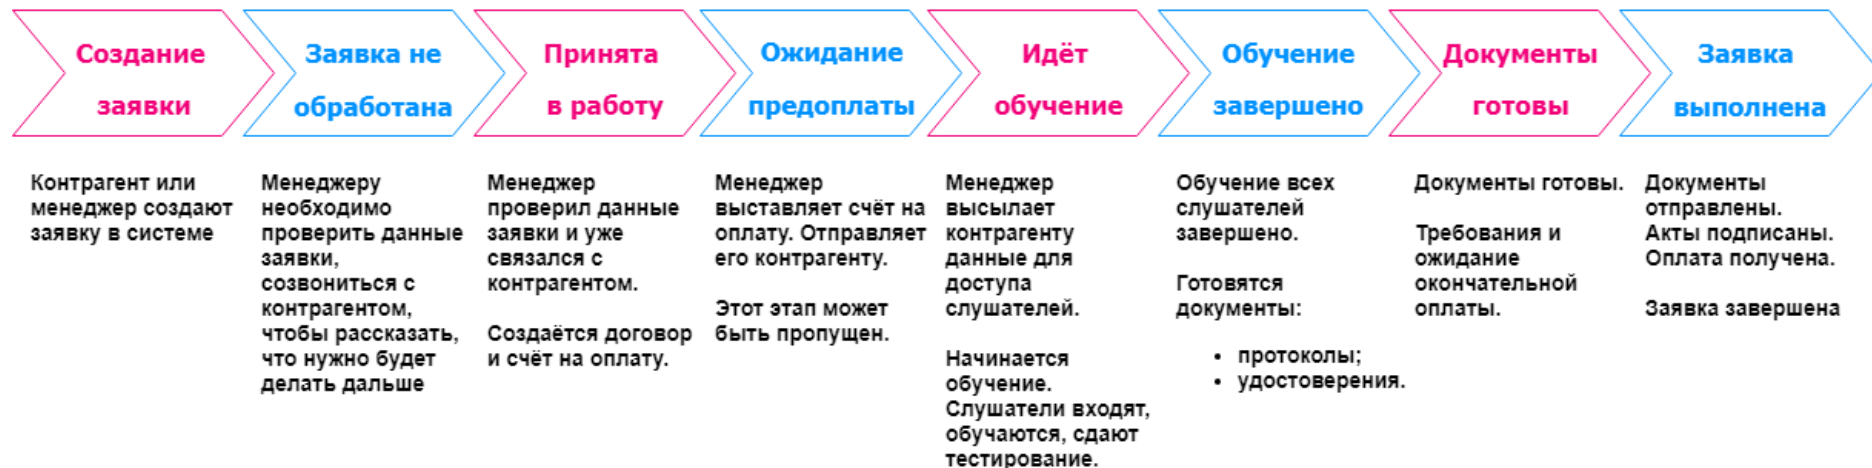 Создание
заявки
Заявка не
обработана
Принята
в работу
Ожидание
предоплаты
Идёт
обучение
Обучение
завершено
Документы
готовы
Заявка
выполнена
Контрагент или
менеджер создают
заявку в системе
Менеджеру
необходимо
проверить данные
заявки,
созвониться с
контрагентом,
чтобы рассказать,
что нужно будет
делать дальше
Менеджер
проверил данные
заявки и уже
связался с
контрагентом.
Создаётся договор
и счёт на оплату.
Менеджер
выставляет счёт на
оплату. Отправляет
его контрагенту.
Этот этап может
быть пропущен.
Менеджер
высылает
контрагенту
данные для
доступа
слушателей.
Начинается
обучение.
Слушатели входят,
обучаются, сдают
тестирование.
Обучение всех
слушателей
завершено.
Готовятся
документы:
• протоколы;
• удостоверения.
Документы готовы.
Требования и
ожидание
окончательной
оплаты.
Документы
отправлены.
Акты подписаны.
Оплата получена.
Заявка завершена